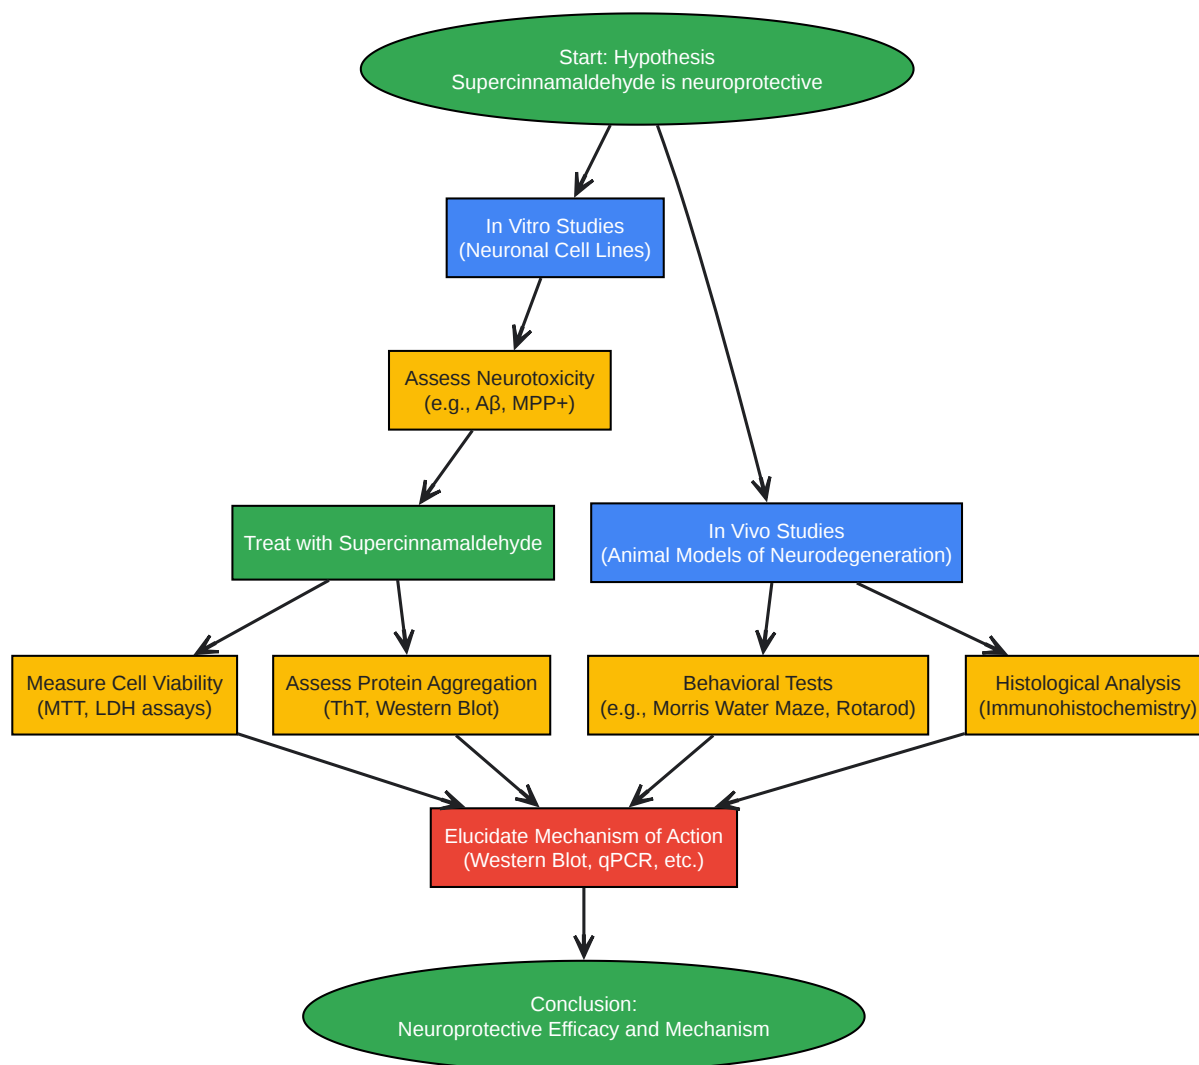 Start: Hypothesis
Supercinnamaldehyde is neuroprotective
In Vitro Studies
(Neuronal Cell Lines)
Assess Neurotoxicity
(e.g., Aβ, MPP+)
Treat with Supercinnamaldehyde
In Vivo Studies
(Animal Models of Neurodegeneration)
Measure Cell Viability
(MTT, LDH assays)
Assess Protein Aggregation
(ThT, Western Blot)
Behavioral Tests
(e.g., Morris Water Maze, Rotarod)
Histological Analysis
(Immunohistochemistry)
Elucidate Mechanism of Action
(Western Blot, qPCR, etc.)
Conclusion:
Neuroprotective Efficacy and Mechanism